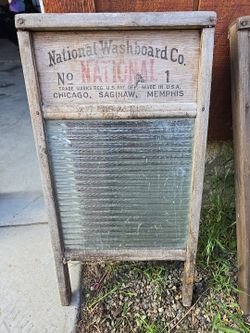 National Washboard Co.
No NATIONAL 1
TRADE MARKS REG. U.S. PAT. OFF. MADE IN U.S.A.
CHICAGO, SAGINAW, MEMPHIS